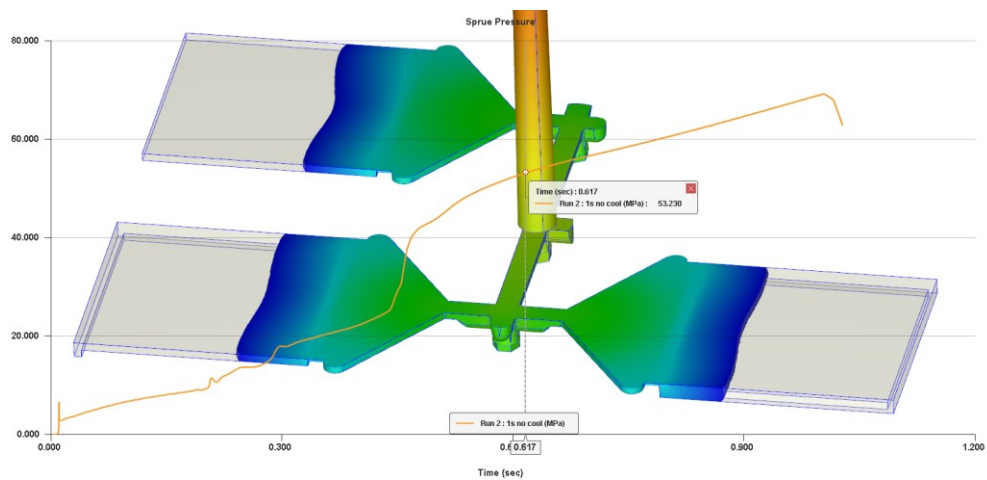 Sprue Pressure
80.000
60.000
Time (sec) : 0.617
Run 2 : 1s no cool (MPa) : 53.230
40.000
20.000
Run 2 : 1s no cool (MPa)
0.000
0.000 0.300 0.617 0.900 1.200
Time (sec)